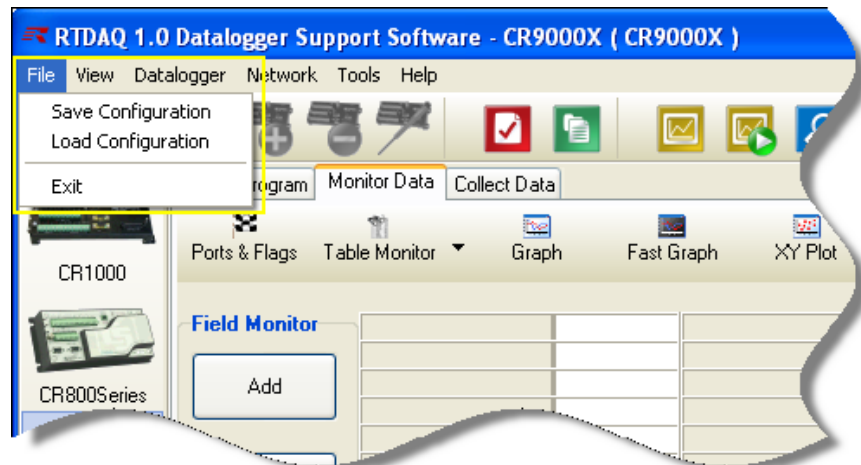 RTDAQ 1.0 Datalogger Support Software - CR9000X ( CR9000X )
File View Datalogger Network Tools Help
Save Configuration
Load Configuration
Exit
rogram Monitor Data Collect Data
Ports & Flags Table Monitor Graph Fast Graph XY Plot
CR1000
Field Monitor
Add
CR800Series